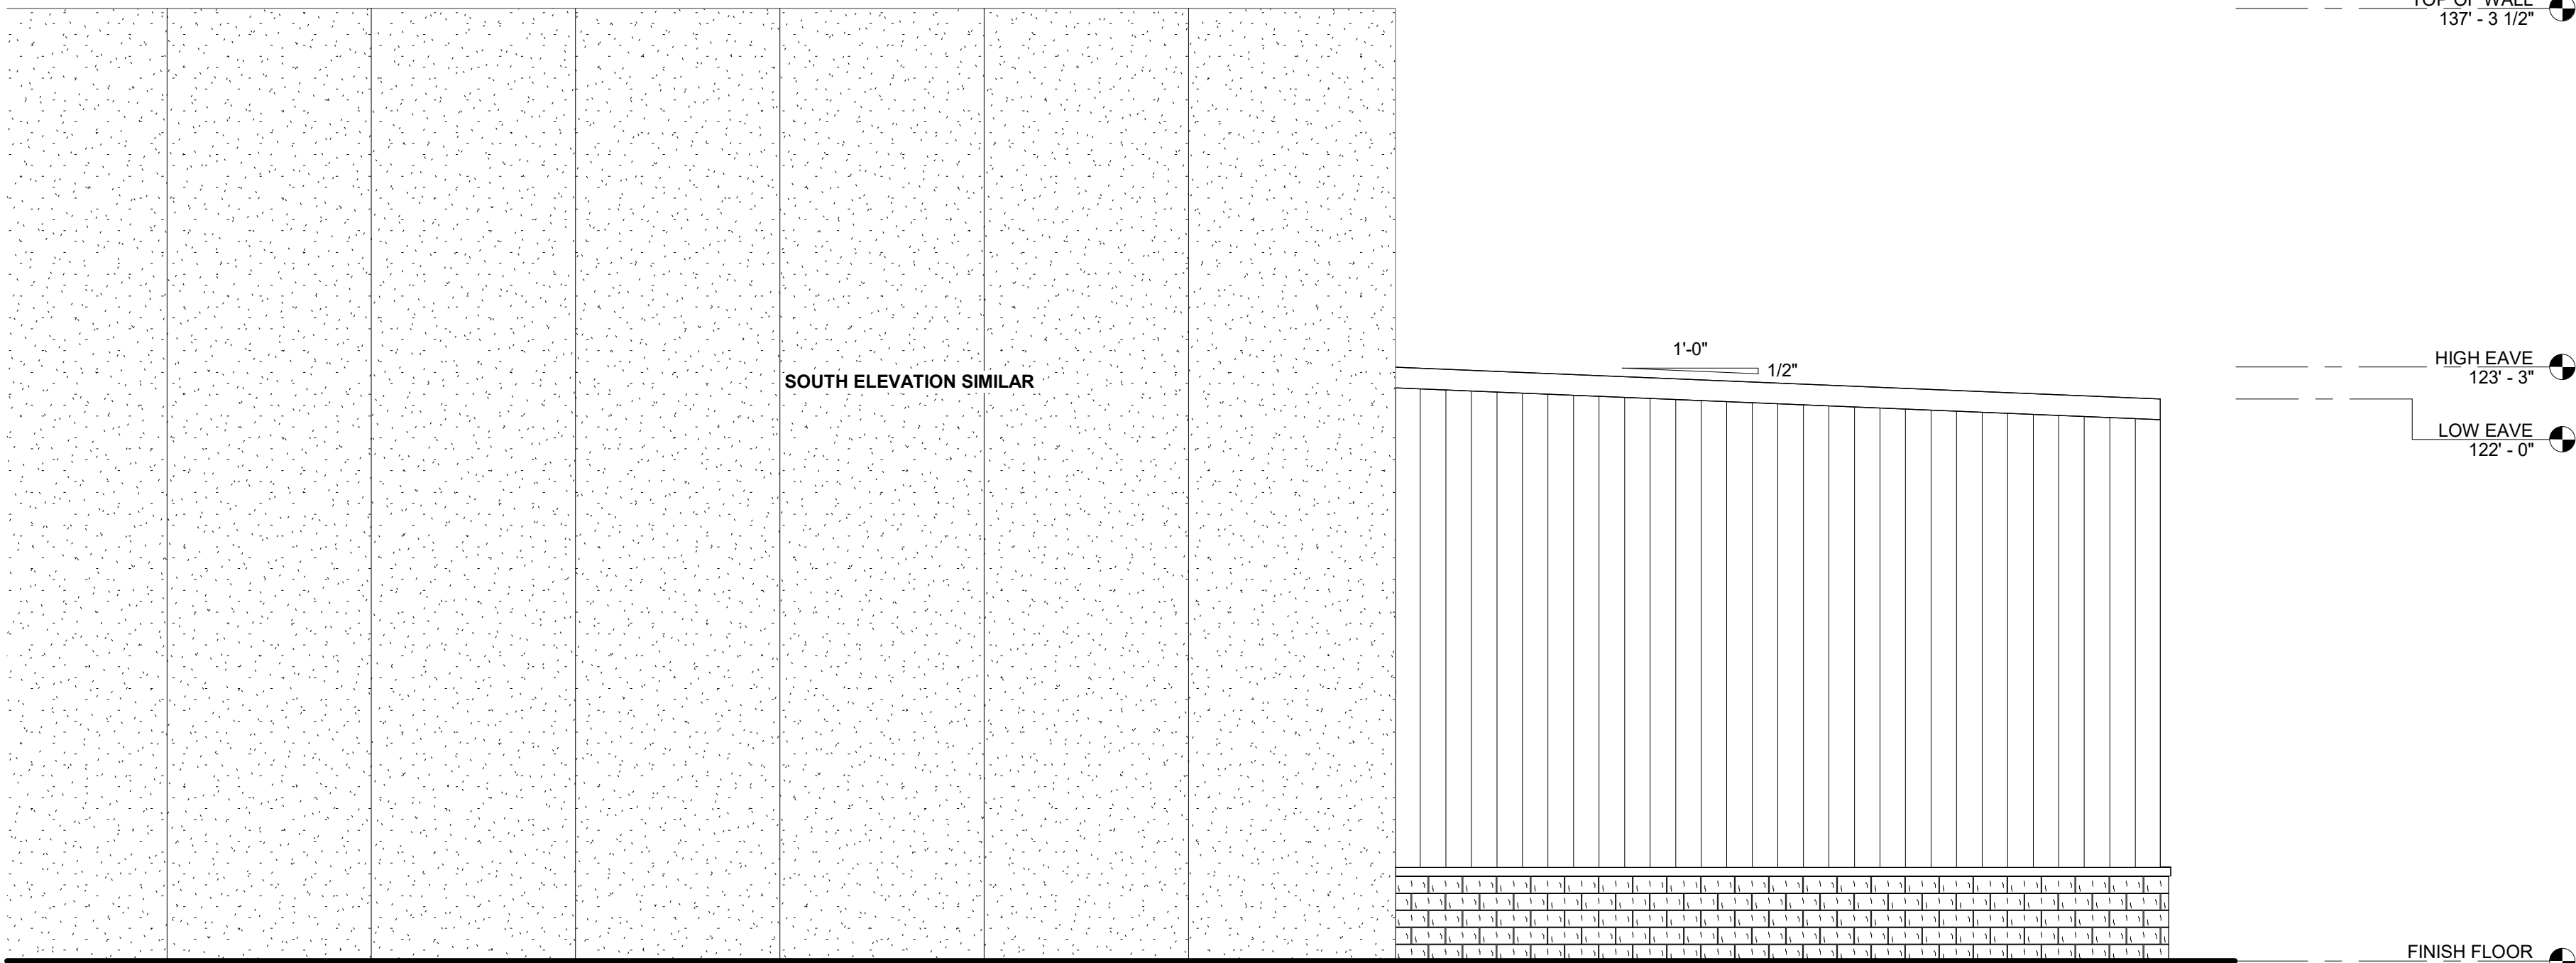 TOP OF WALL
137' - 3 1/2"
1'-0"
1/2"
HIGH EAVE
123' - 3"
SOUTH ELEVATION SIMILAR
LOW EAVE
122' - 0"
FINISH FLOOR